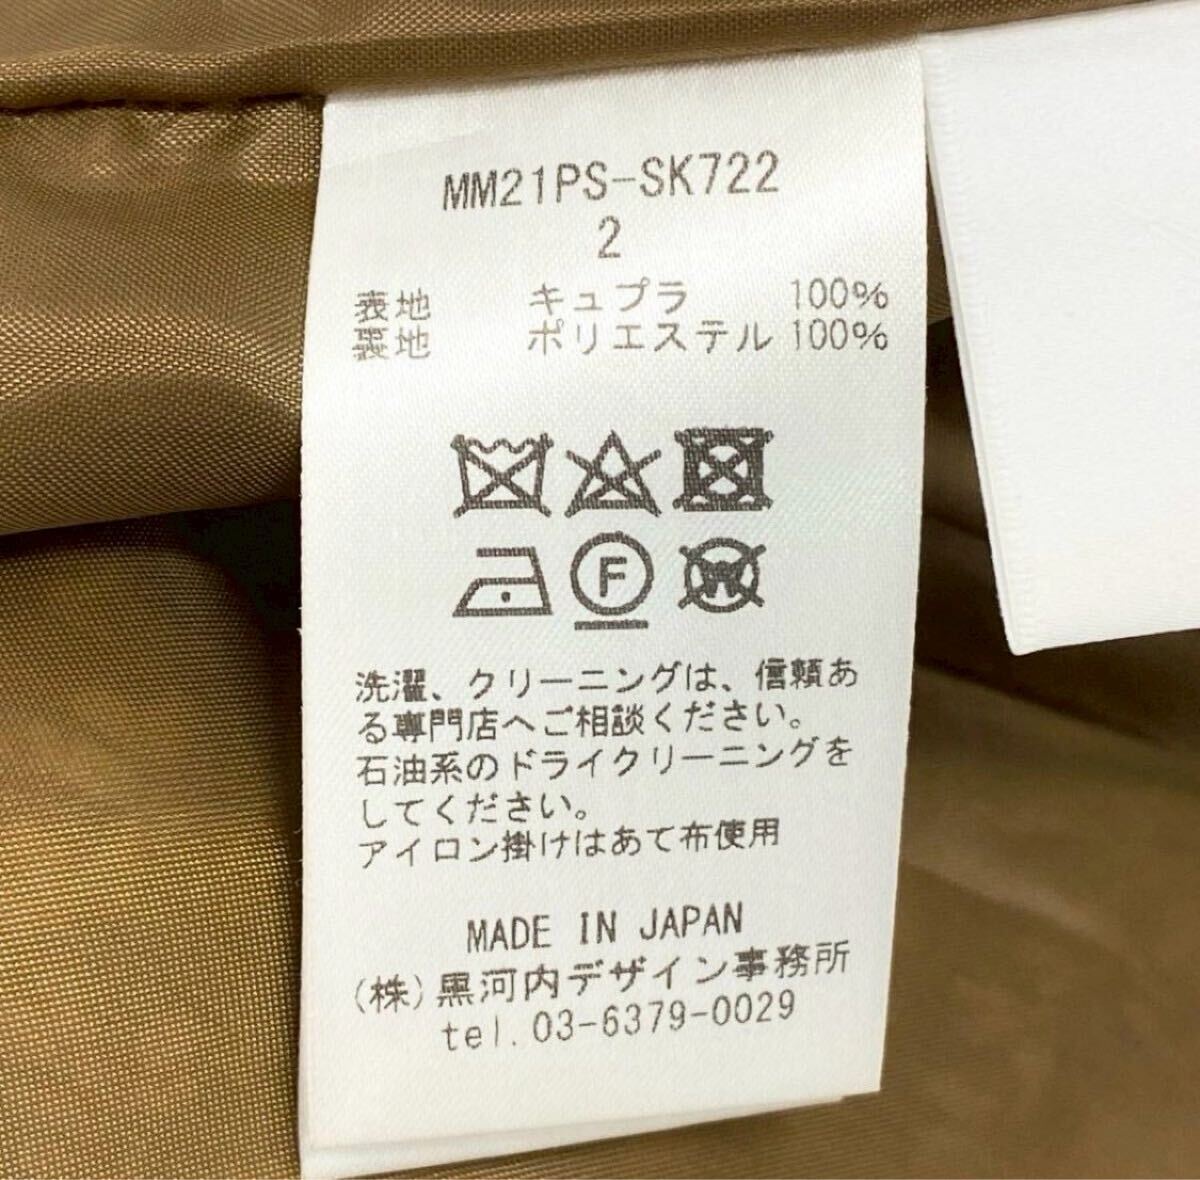 MM21PS-SK722
2
表地 キュプラ 100%
裏地 ポリエステル 100%
F W
洗濯、クリーニングは、信頼あ
る専門店へご相談ください。
石油系のドライクリーニングを
してください。
アイロン掛けはあて布使用
MADE IN JAPAN
(株)黒河内デザイン事務所
tel.03-6379-0029